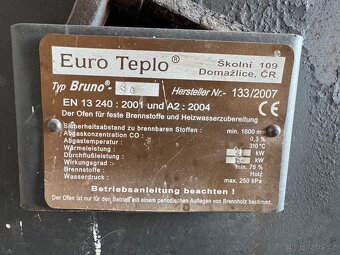 Euro Teplo®
Školní 109
Domažlice, ČR
Typ Bruno®- Hersteller Nr.- 133/2007
EN 13 240 : 2001 und A2 : 2004
Der Ofen für feste Brennstoffe und Heizwasserzubereitung
Sicherheitsabstand zu brennbaren Stoffen: min. 1600 mm
Abgaskonzentration CO : 0,3 %
Abgastemperatur: 310°C
Wärmeleistung: kW
Durchflußleistung: kW
Wirkungsgrad: min. 75 %
Brennstoffe: Holz
Wasserdruck: max. 250 kPa
Betriebsanleitung beachten !
Der Ofen ist nur für den Betrieb mit einem periodischen Auflegen von Brennholz bestimmt.